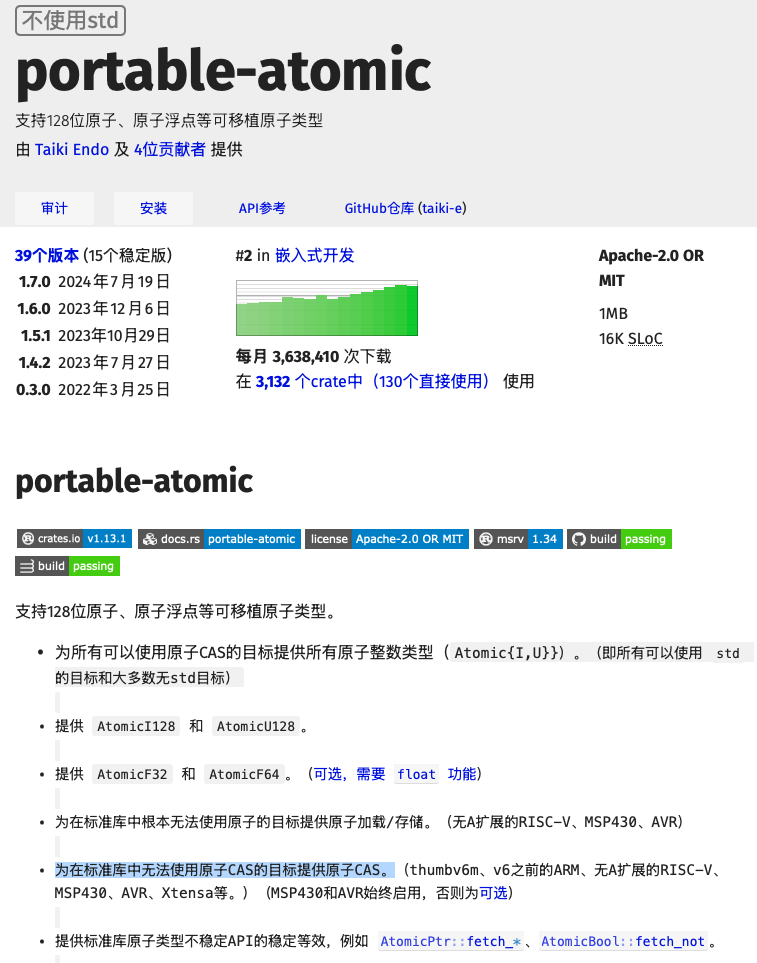 不使用std
portable-atomic
支持128位原子、原子浮点等可移植原子类型
由 Taiki Endo 及 4位贡献者 提供
审计 安装 API参考 GitHub仓库 (taiki-e)
39个版本 (15个稳定版)
1.7.0 2024年7月19日
1.6.0 2023年12月6日
1.5.1 2023年10月29日
1.4.2 2023年7月27日
0.3.0 2022年3月25日
#2 in 嵌入式开发
每月 3,638,410 次下载
在 3,132 个crate中（130个直接使用） 使用
Apache-2.0 OR
MIT
1MB
16K SLoC
portable-atomic
crates.io v1.13.1 docs.rs portable-atomic license Apache-2.0 OR MIT msrv 1.34 build passing
build passing
支持128位原子、原子浮点等可移植原子类型。
• 为所有可以使用原子CAS的目标提供所有原子整数类型（Atomic{I,U}}）。（即所有可以使用 std
的目标和大多数无std目标）
• 提供 AtomicI128 和 AtomicU128。
• 提供 AtomicF32 和 AtomicF64。（可选，需要 float 功能）
• 为在标准库中根本无法使用原子的目标提供原子加载/存储。（无A扩展的RISC-V、MSP430、AVR）
• 为在标准库中无法使用原子CAS的目标提供原子CAS。（thumbv6m、v6之前的ARM、无A扩展的RISC-V、
MSP430、AVR、Xtensa等。）（MSP430和AVR始终启用，否则为可选）
• 提供标准库原子类型不稳定API的稳定等效，例如 AtomicPtr::fetch_*、AtomicBool::fetch_not。